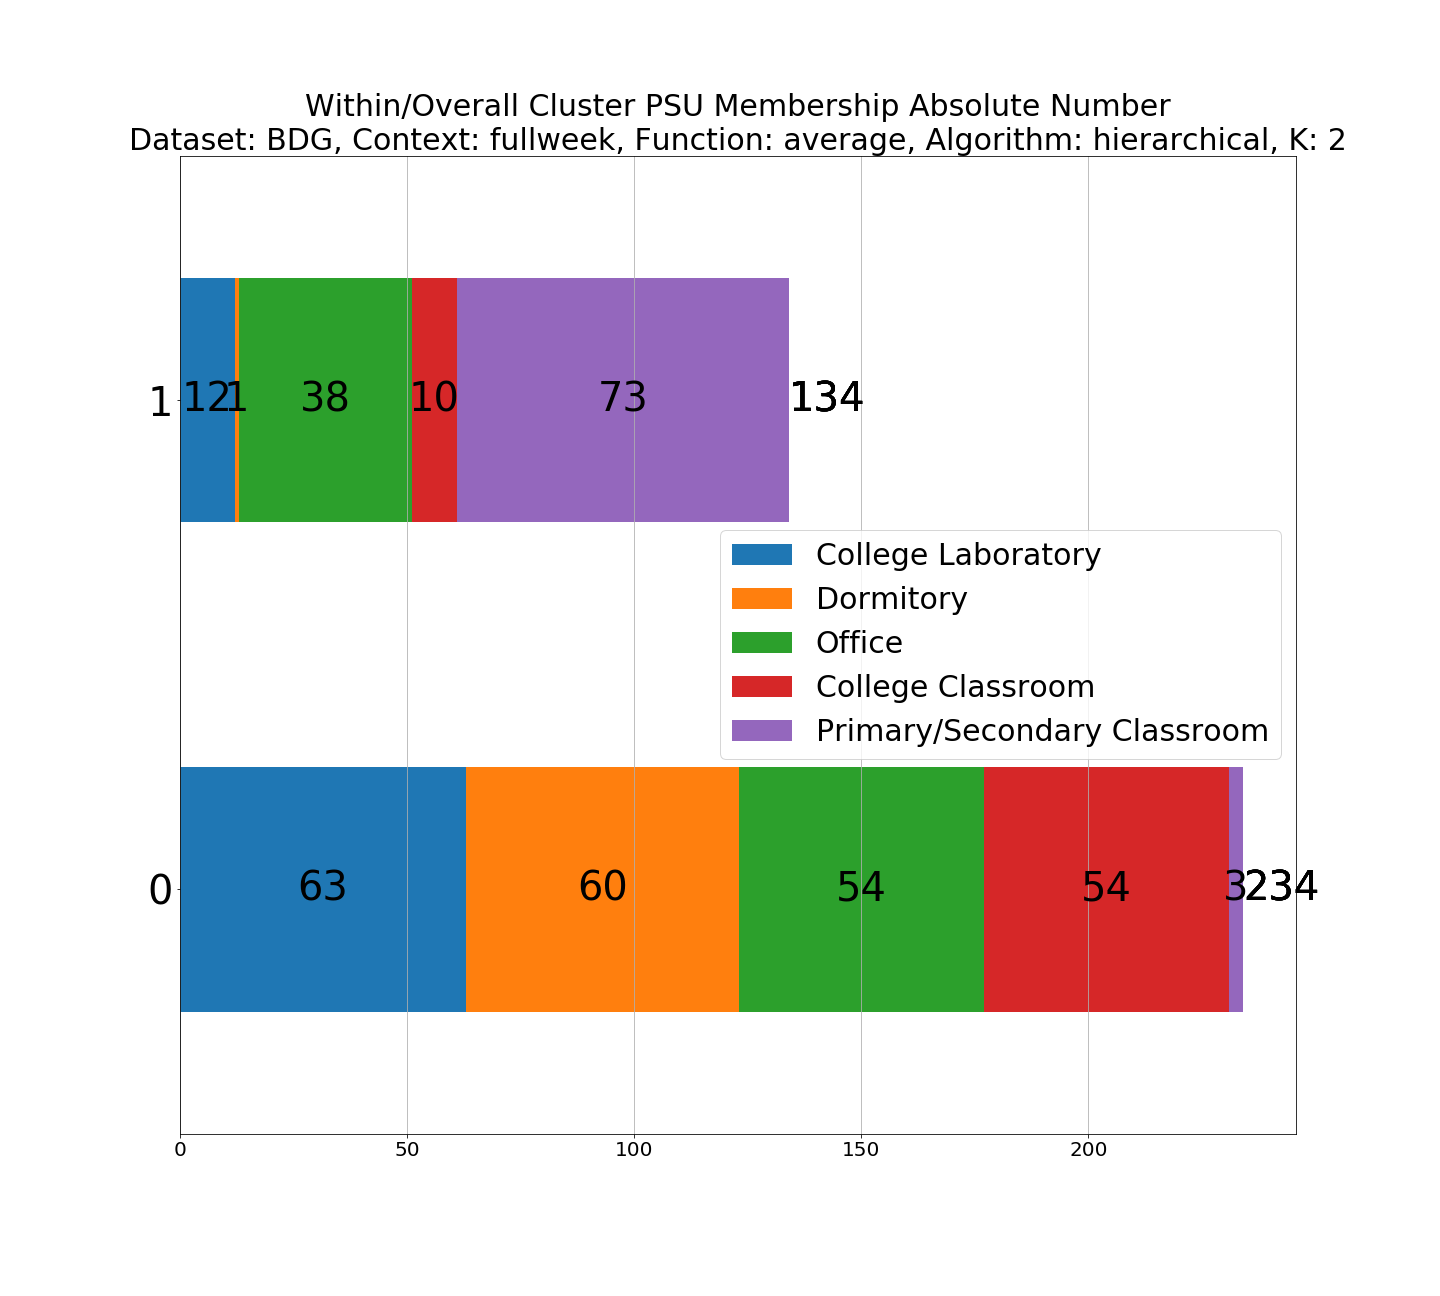 Within/Overall Cluster PSU Membership Absolute Number
Dataset: BDG, Context: fullweek, Function: average, Algorithm: hierarchical, K: 2
1 12 1 38 10 73 134
College Laboratory
Dormitory
Office
College Classroom
Primary/Secondary Classroom
0 63 60 54 54 3 234
0 50 100 150 200